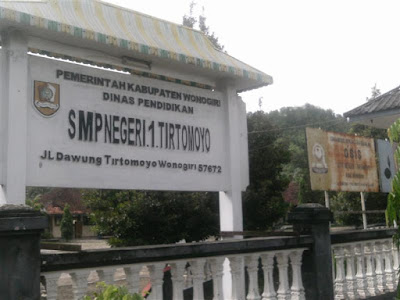 PEMERINTAH KABUPATEN WONOGIRI
DINAS PENDIDIKAN
SMP NEGERI.1.TIRTOMOYO
JL Dawung Tirtomoyo Wonogiri 57672